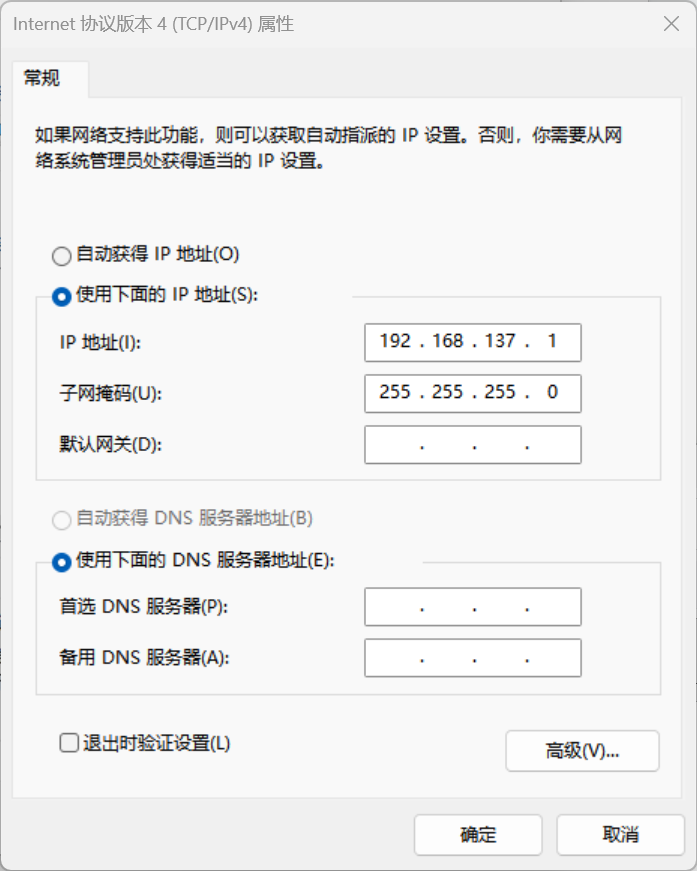 Internet 协议版本 4 (TCP/IPv4) 属性
常规
如果网络支持此功能，则可以获取自动指派的 IP 设置。否则，你需要从网
络系统管理员处获得适当的 IP 设置。
自动获得 IP 地址(O)
使用下面的 IP 地址(S):
IP 地址(I): 192 . 168 . 137 . 1
子网掩码(U): 255 . 255 . 255 . 0
默认网关(D): . . .
自动获得 DNS 服务器地址(B)
使用下面的 DNS 服务器地址(E):
首选 DNS 服务器(P): . . .
备用 DNS 服务器(A): . . .
退出时验证设置(L)
高级(V)...
确定 取消